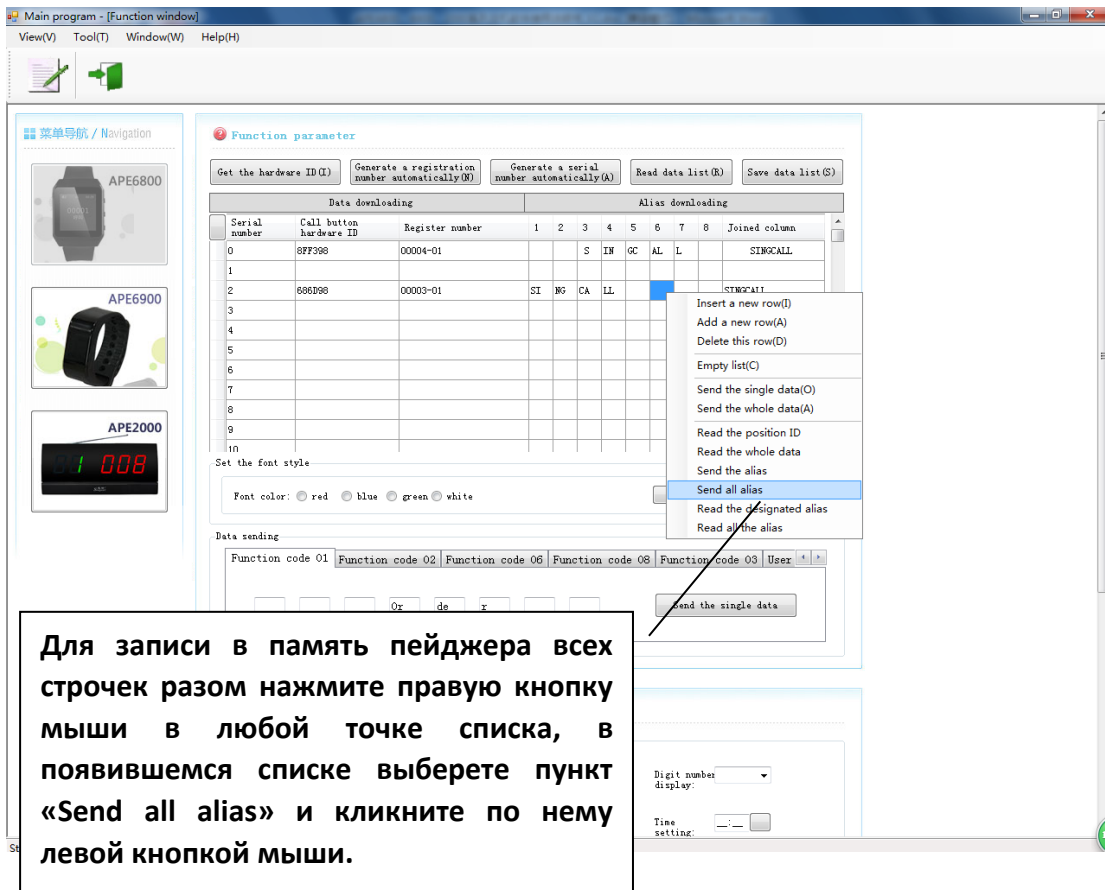 Main program - [Function window]
View(V) Tool(T) Window(W) Help(H)
菜单导航 / Navigation
APE6800
APE6900
APE2000
1 008
Function parameter
Get the hardware ID(I)
Generate a registration
number automatically(N)
Generate a serial
number automatically(A)
Read data list(R)
Save data list(S)
Data downloading
Alias downloading
Serial
number
Call button
hardware ID
Register number
1 2 3 4 5 6 7 8
Joined column
0 8FF398 00004-01 S IN GC AL L SINGCALL
1
2 686D98 00003-01 SI NG CA LL SINGCALL
3
4
5
6
7
8
9
10
Insert a new row(I)
Add a new row(A)
Delete this row(D)
Empty list(C)
Send the single data(O)
Send the whole data(A)
Read the position ID
Read the whole data
Send the alias
Send all alias
Read the designated alias
Read all the alias
Set the font style
Font color: red blue green white
Data sending
Function code 01 Function code 02 Function code 06 Function code 08 Function code 03 User
Or de r
Send the single data
Для записи в память пейджера всех
строчек разом нажмите правую кнопку
мыши в любой точке списка, в
появившемся списке выберете пункт
«Send all alias» и кликните по нему
левой кнопкой мыши.
Digit number
display:
Time
setting:
__:__
St